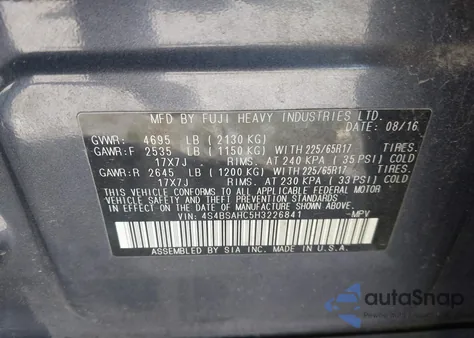 MFD BY FUJI HEAVY INDUSTRIES LTD.
DATE: 08/16
GVWR: 4695 LB (2130 KG)
GAWR:F 2535 LB (1150 KG) WITH 225/65R17 TIRES.
17X7J RIMS. AT 240 KPA (35 PSI) COLD
GAWR:R 2645 LB (1200 KG) WITH 225/65R17 TIRES.
17X7J RIMS. AT 230 KPA (33 PSI) COLD
THIS VEHICLE CONFORMS TO ALL APPLICABLE FEDERAL MOTOR
VEHICLE SAFETY, BUMPER AND THEFT PREVENTION STANDARDS
IN EFFECT ON THE DATE OF MANUFACTURE SHOWN ABOVE.
VIN: 4S4BSAHC5H3226841 -MPV
ASSEMBLED BY SIA INC. MADE IN U.S.A.
autoSnap